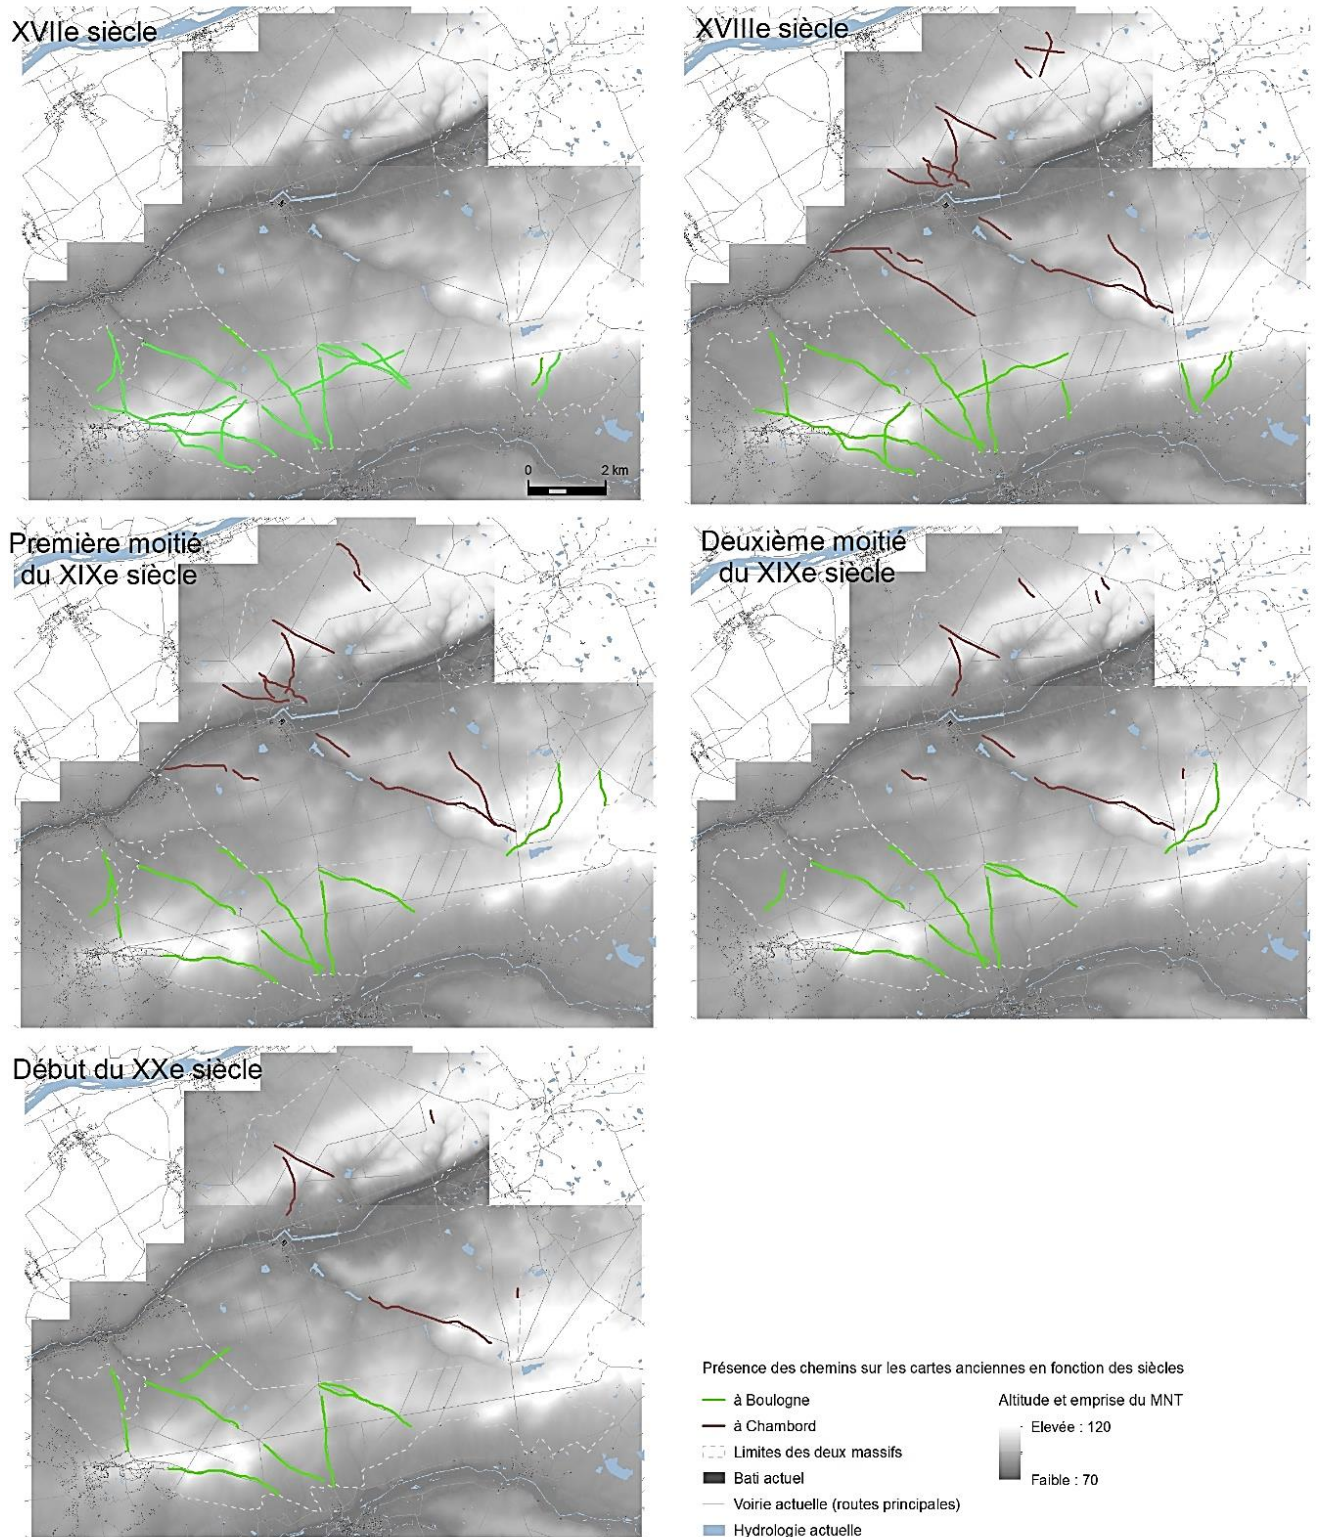 XVIIe siècle
XVIIIe siècle
0 2 km
Première moitié
du XIXe siècle
Deuxième moitié
du XIXe siècle
Début du XXe siècle
Présence des chemins sur les cartes anciennes en fonction des siècles
à Boulogne
à Chambord
Limites des deux massifs
Bati actuel
Voirie actuelle (routes principales)
Hydrologie actuelle
Altitude et emprise du MNT
Elevée : 120
Faible : 70